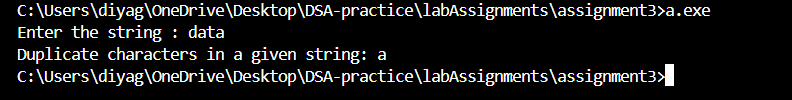 C:\Users\diyag\OneDrive\Desktop\DSA-practice\labAssignments\assignment3>a.exe
Enter the string : data
Duplicate characters in a given string: a
C:\Users\diyag\OneDrive\Desktop\DSA-practice\labAssignments\assignment3>